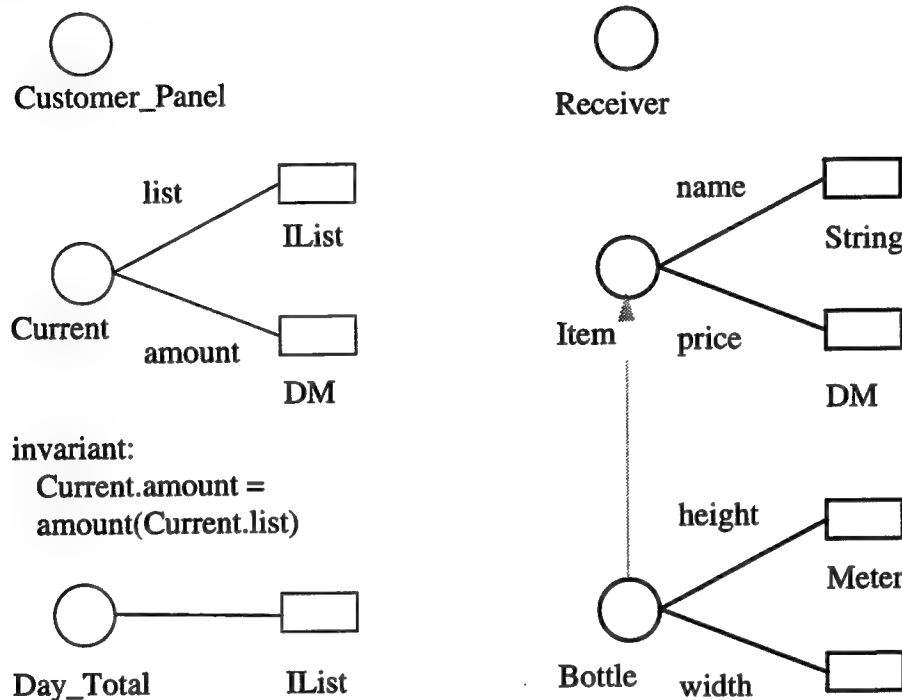 Customer_Panel
list
IList
Current
amount
DM
invariant:
Current.amount =
amount(Current.list)
Day_Total
IList
Receiver
name
String
Item
price
DM
height
Meter
Bottle
width